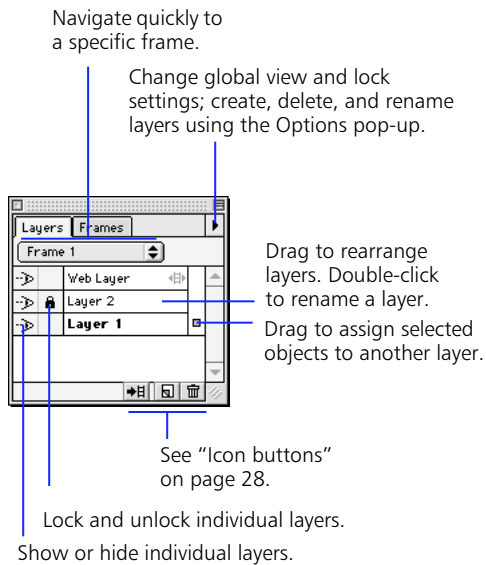 Navigate quickly to
a specific frame.
Change global view and lock
settings; create, delete, and rename
layers using the Options pop-up.
Layers Frames
Frame 1
Web Layer
Layer 2
Layer 1
Drag to rearrange
layers. Double-click
to rename a layer.
Drag to assign selected
objects to another layer.
See “Icon buttons”
on page 28.
Lock and unlock individual layers.
Show or hide individual layers.